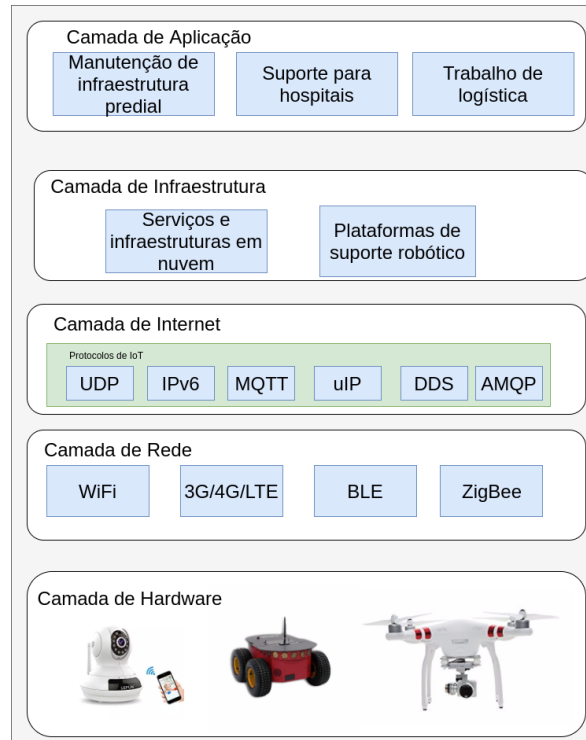 Camada de Aplicação
Manutenção de
infraestrutura
predial
Suporte para
hospitais
Trabalho de
logística
Camada de Infraestrutura
Serviços e
infraestruturas em
nuvem
Plataformas de
suporte robótico
Camada de Internet
Protocolos de IoT
UDP
IPv6
MQTT
uIP
DDS
AMQP
Camada de Rede
WiFi
3G/4G/LTE
BLE
ZigBee
Camada de Hardware